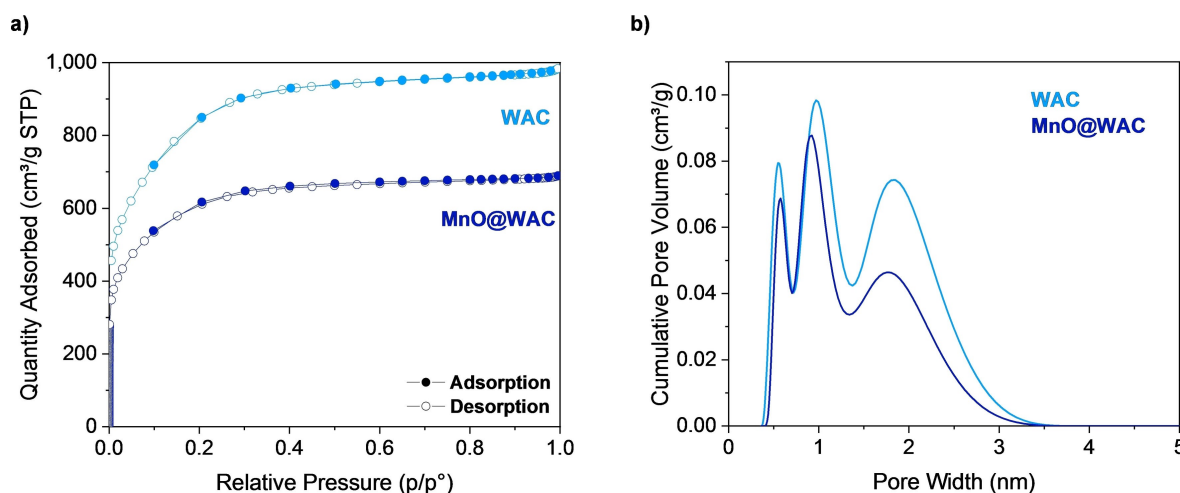 a)
Quantity Adsorbed (cm³/g STP)
1,000
800
600
400
200
0
WAC
MnO@WAC
Adsorption
Desorption
0.0
0.2
0.4
0.6
0.8
1.0
Relative Pressure (p/p°)
b)
Cumulative Pore Volume (cm³/g)
0.10
0.08
0.06
0.04
0.02
0.00
WAC
MnO@WAC
0
1
2
3
4
5
Pore Width (nm)